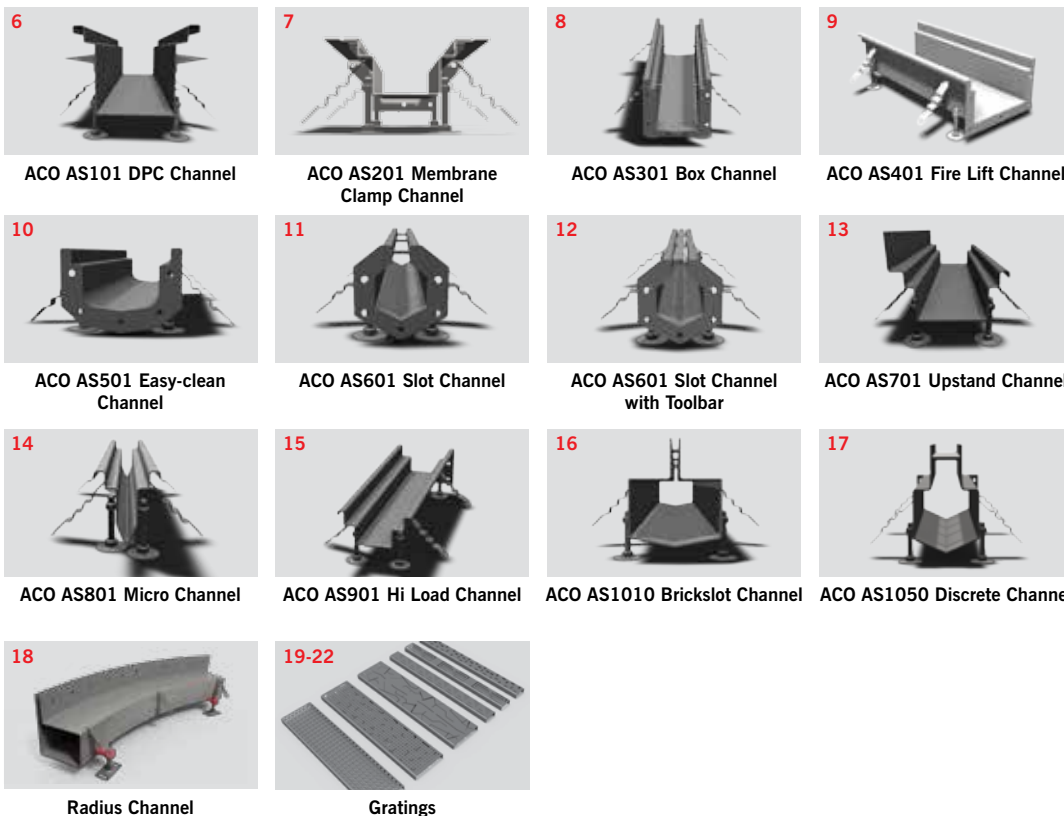 6
7
8
9
ACO AS101 DPC Channel
ACO AS201 Membrane
Clamp Channel
ACO AS301 Box Channel
ACO AS401 Fire Lift Channel
10
11
12
13
ACO AS501 Easy-clean
Channel
ACO AS601 Slot Channel
ACO AS601 Slot Channel
with Toolbar
ACO AS701 Upstand Channel
14
15
16
17
ACO AS801 Micro Channel
ACO AS901 Hi Load Channel
ACO AS1010 Brickslot Channel
ACO AS1050 Discrete Channe
18
19-22
Radius Channel
Gratings